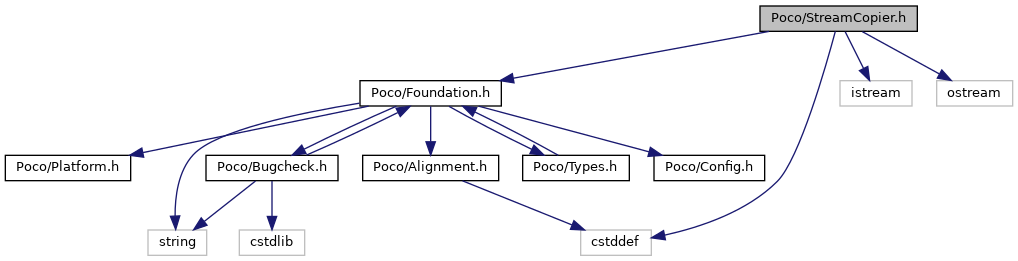 Poco/StreamCopier.h
Poco/Foundation.h
istream
ostream
Poco/Platform.h
Poco/Bugcheck.h
Poco/Alignment.h
Poco/Types.h
Poco/Config.h
string
cstdlib
cstddef